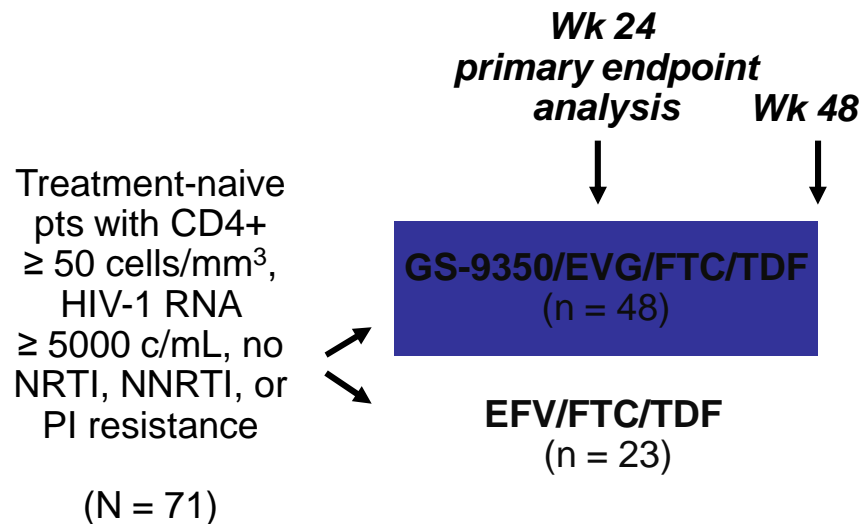 Wk 24
primary endpoint
analysis
Wk 48
Treatment-naive
pts with CD4+
≥ 50 cells/mm³,
HIV-1 RNA
≥ 5000 c/mL, no
NRTI, NNRTI, or
PI resistance
(N = 71)
GS-9350/EVG/FTC/TDF
(n = 48)
EFV/FTC/TDF
(n = 23)